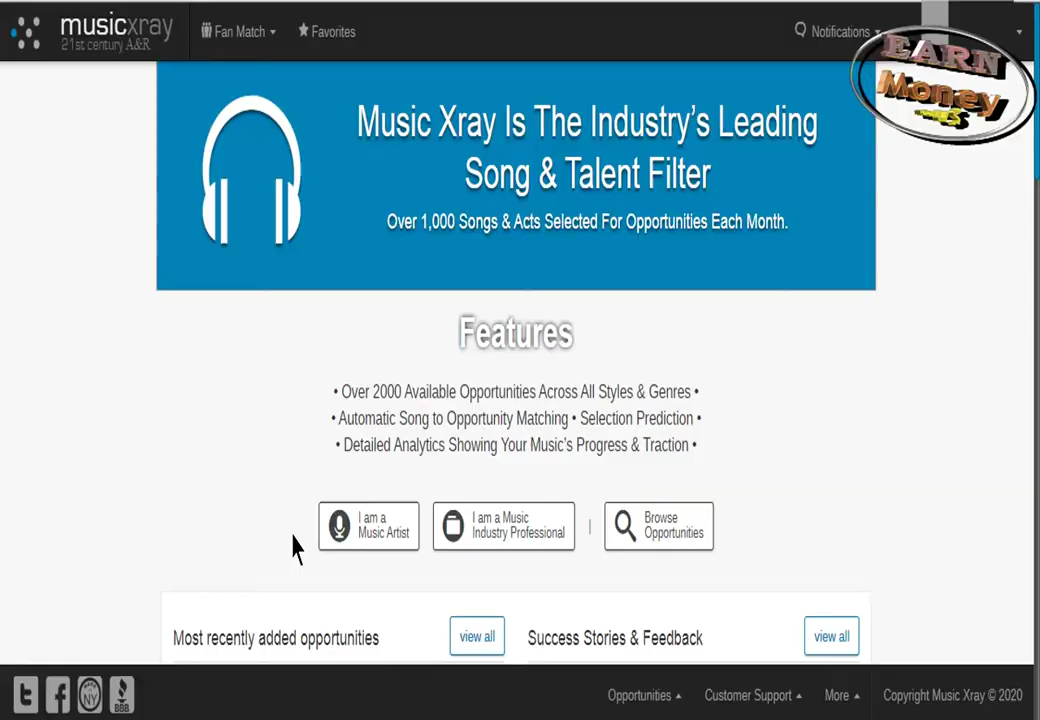 musicxray
21st century A&R
Fan Match
Favorites
Notifications
EARN
Money
Music Xray Is The Industry's Leading
Song & Talent Filter
Over 1,000 Songs & Acts Selected For Opportunities Each Month.
Features
• Over 2000 Available Opportunities Across All Styles & Genres •
• Automatic Song to Opportunity Matching • Selection Prediction •
• Detailed Analytics Showing Your Music's Progress & Traction •
I am a
Music Artist
I am a Music
Industry Professional
|
Browse
Opportunities
Most recently added opportunities
view all
Success Stories & Feedback
view all
NY
BBB
Opportunities
Customer Support
More
Copyright Music Xray © 2020